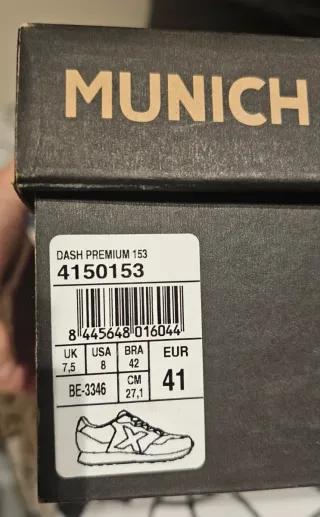 MUNICH
DASH PREMIUM 153
4150153
8 445648 016044
UK USA BRA EUR
7,5 8 42 41
BE-3346 CM 27,1
X